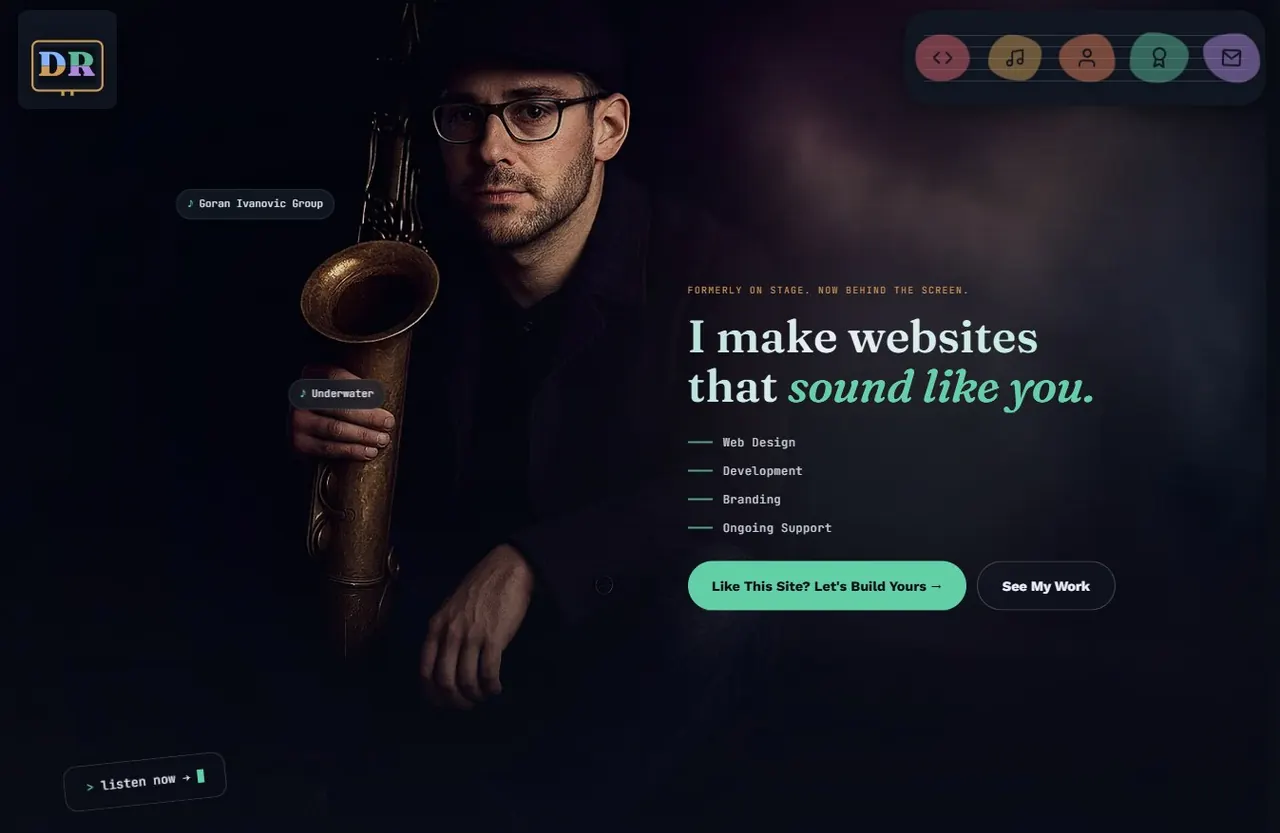 DR
♪ Goran Ivanovic Group
FORMERLY ON STAGE. NOW BEHIND THE SCREEN.
I make websites
that sound like you.
♪ Underwater
Web Design
Development
Branding
Ongoing Support
Like This Site? Let's Build Yours →
See My Work
> listen now →